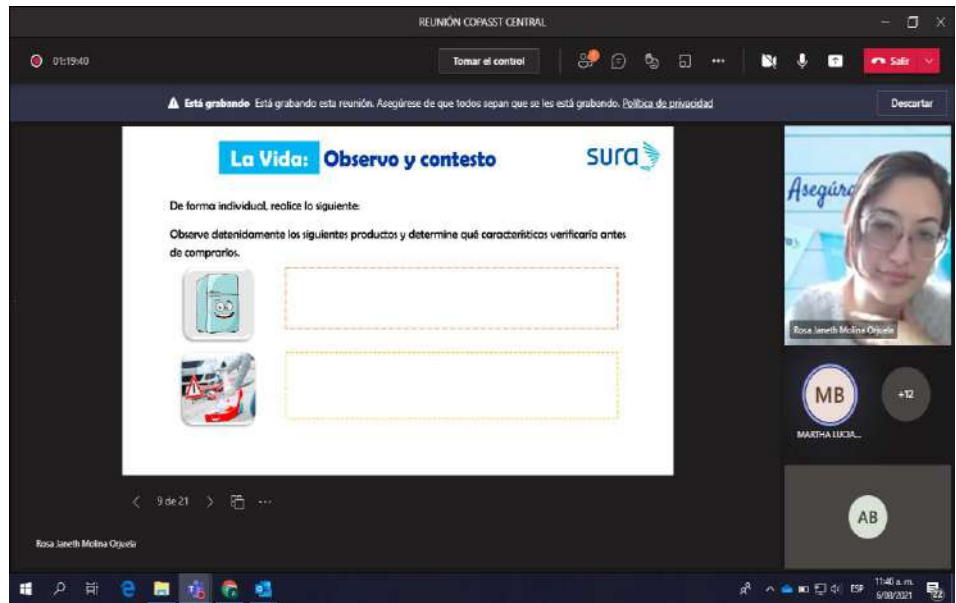 REUNIÓN COPASST CENTRAL
01:19:40
Tomar el control
Salir
Está grabando Está grabando esta reunión. Asegúrese de que todos sepan que se les está grabando. Política de privacidad
Descartar
La Vida: Observo y contesto
sura
De forma individual, realice lo siguiente:
Observe detenidamente los siguientes productos y determine qué características verificaría antes
de comprarlos.
Asegúra
Rosa Janeth Molina Orjuela
MB
+12
MARTHA LUCIA...
9 de 21
AB
Rosa Janeth Molina Orjuela
ESP
11:40 a. m.
6/08/2021
22